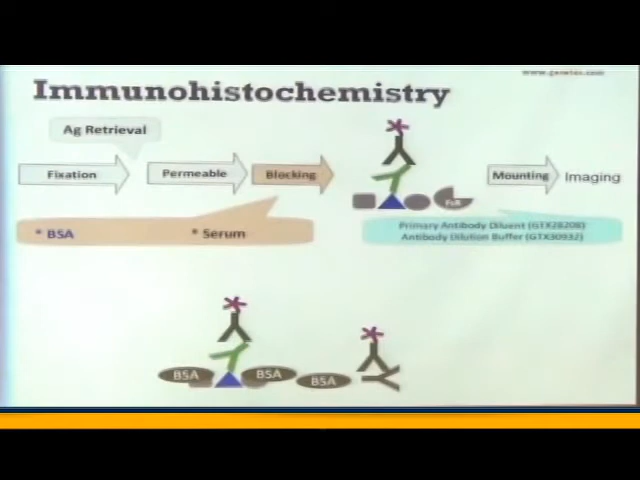 www.genetex.com
Immunohistochemistry
Ag Retrieval
Fixation
Permeable
Blocking
FcR
Mounting
Imaging
* BSA
* Serum
Primary Antibody Diluent (GTX28208)
Antibody Dilution Buffer (GTX30932)
BSA
BSA
BSA